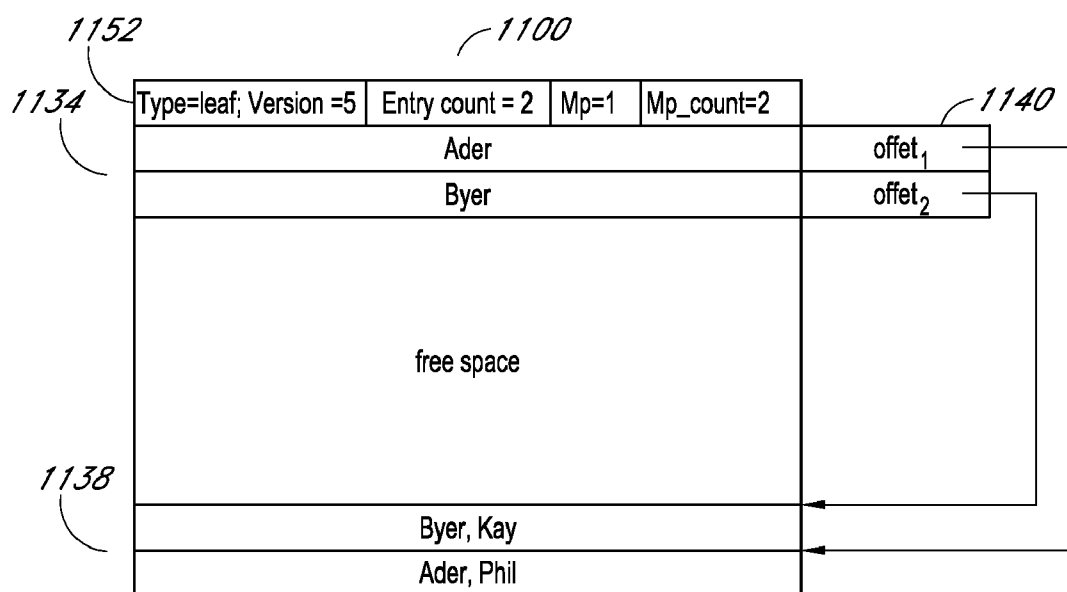 1152
1100
Type=leaf; Version =5 Entry count = 2 Mp=1 Mp_count=2
1134
1140
Ader offet1
Byer offet2
free space
1138
Byer, Kay
Ader, Phil